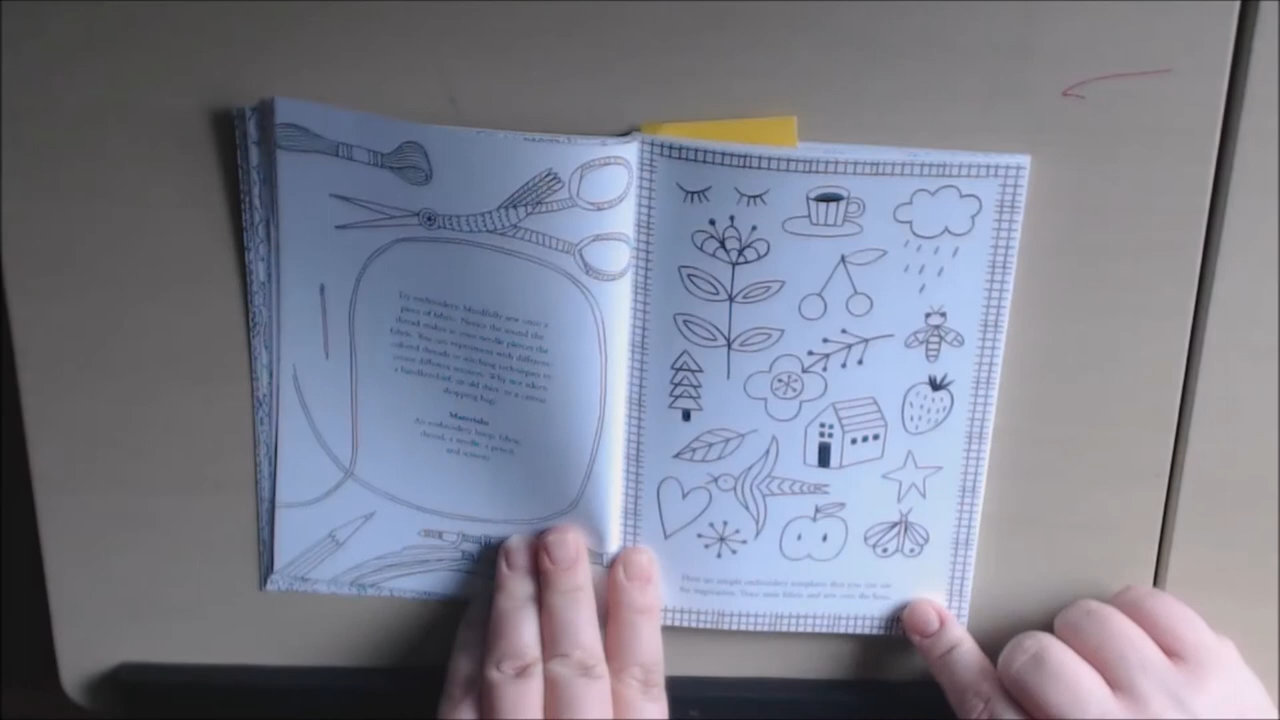 Try embroidery. Mindfully sew onto a
piece of fabric. Notice the sound the
thread makes as your needle pierces the
fabric. You can experiment with different
colored threads or stitching techniques to
create different textures. Why not adorn
a handkerchief, an old shirt, or a canvas
shopping bag?
Materials:
An embroidery hoop, fabric,
thread, a needle, a pencil,
and scissors
Here are simple embroidery templates that you can use
for inspiration. Trace onto fabric and sew over the lines.